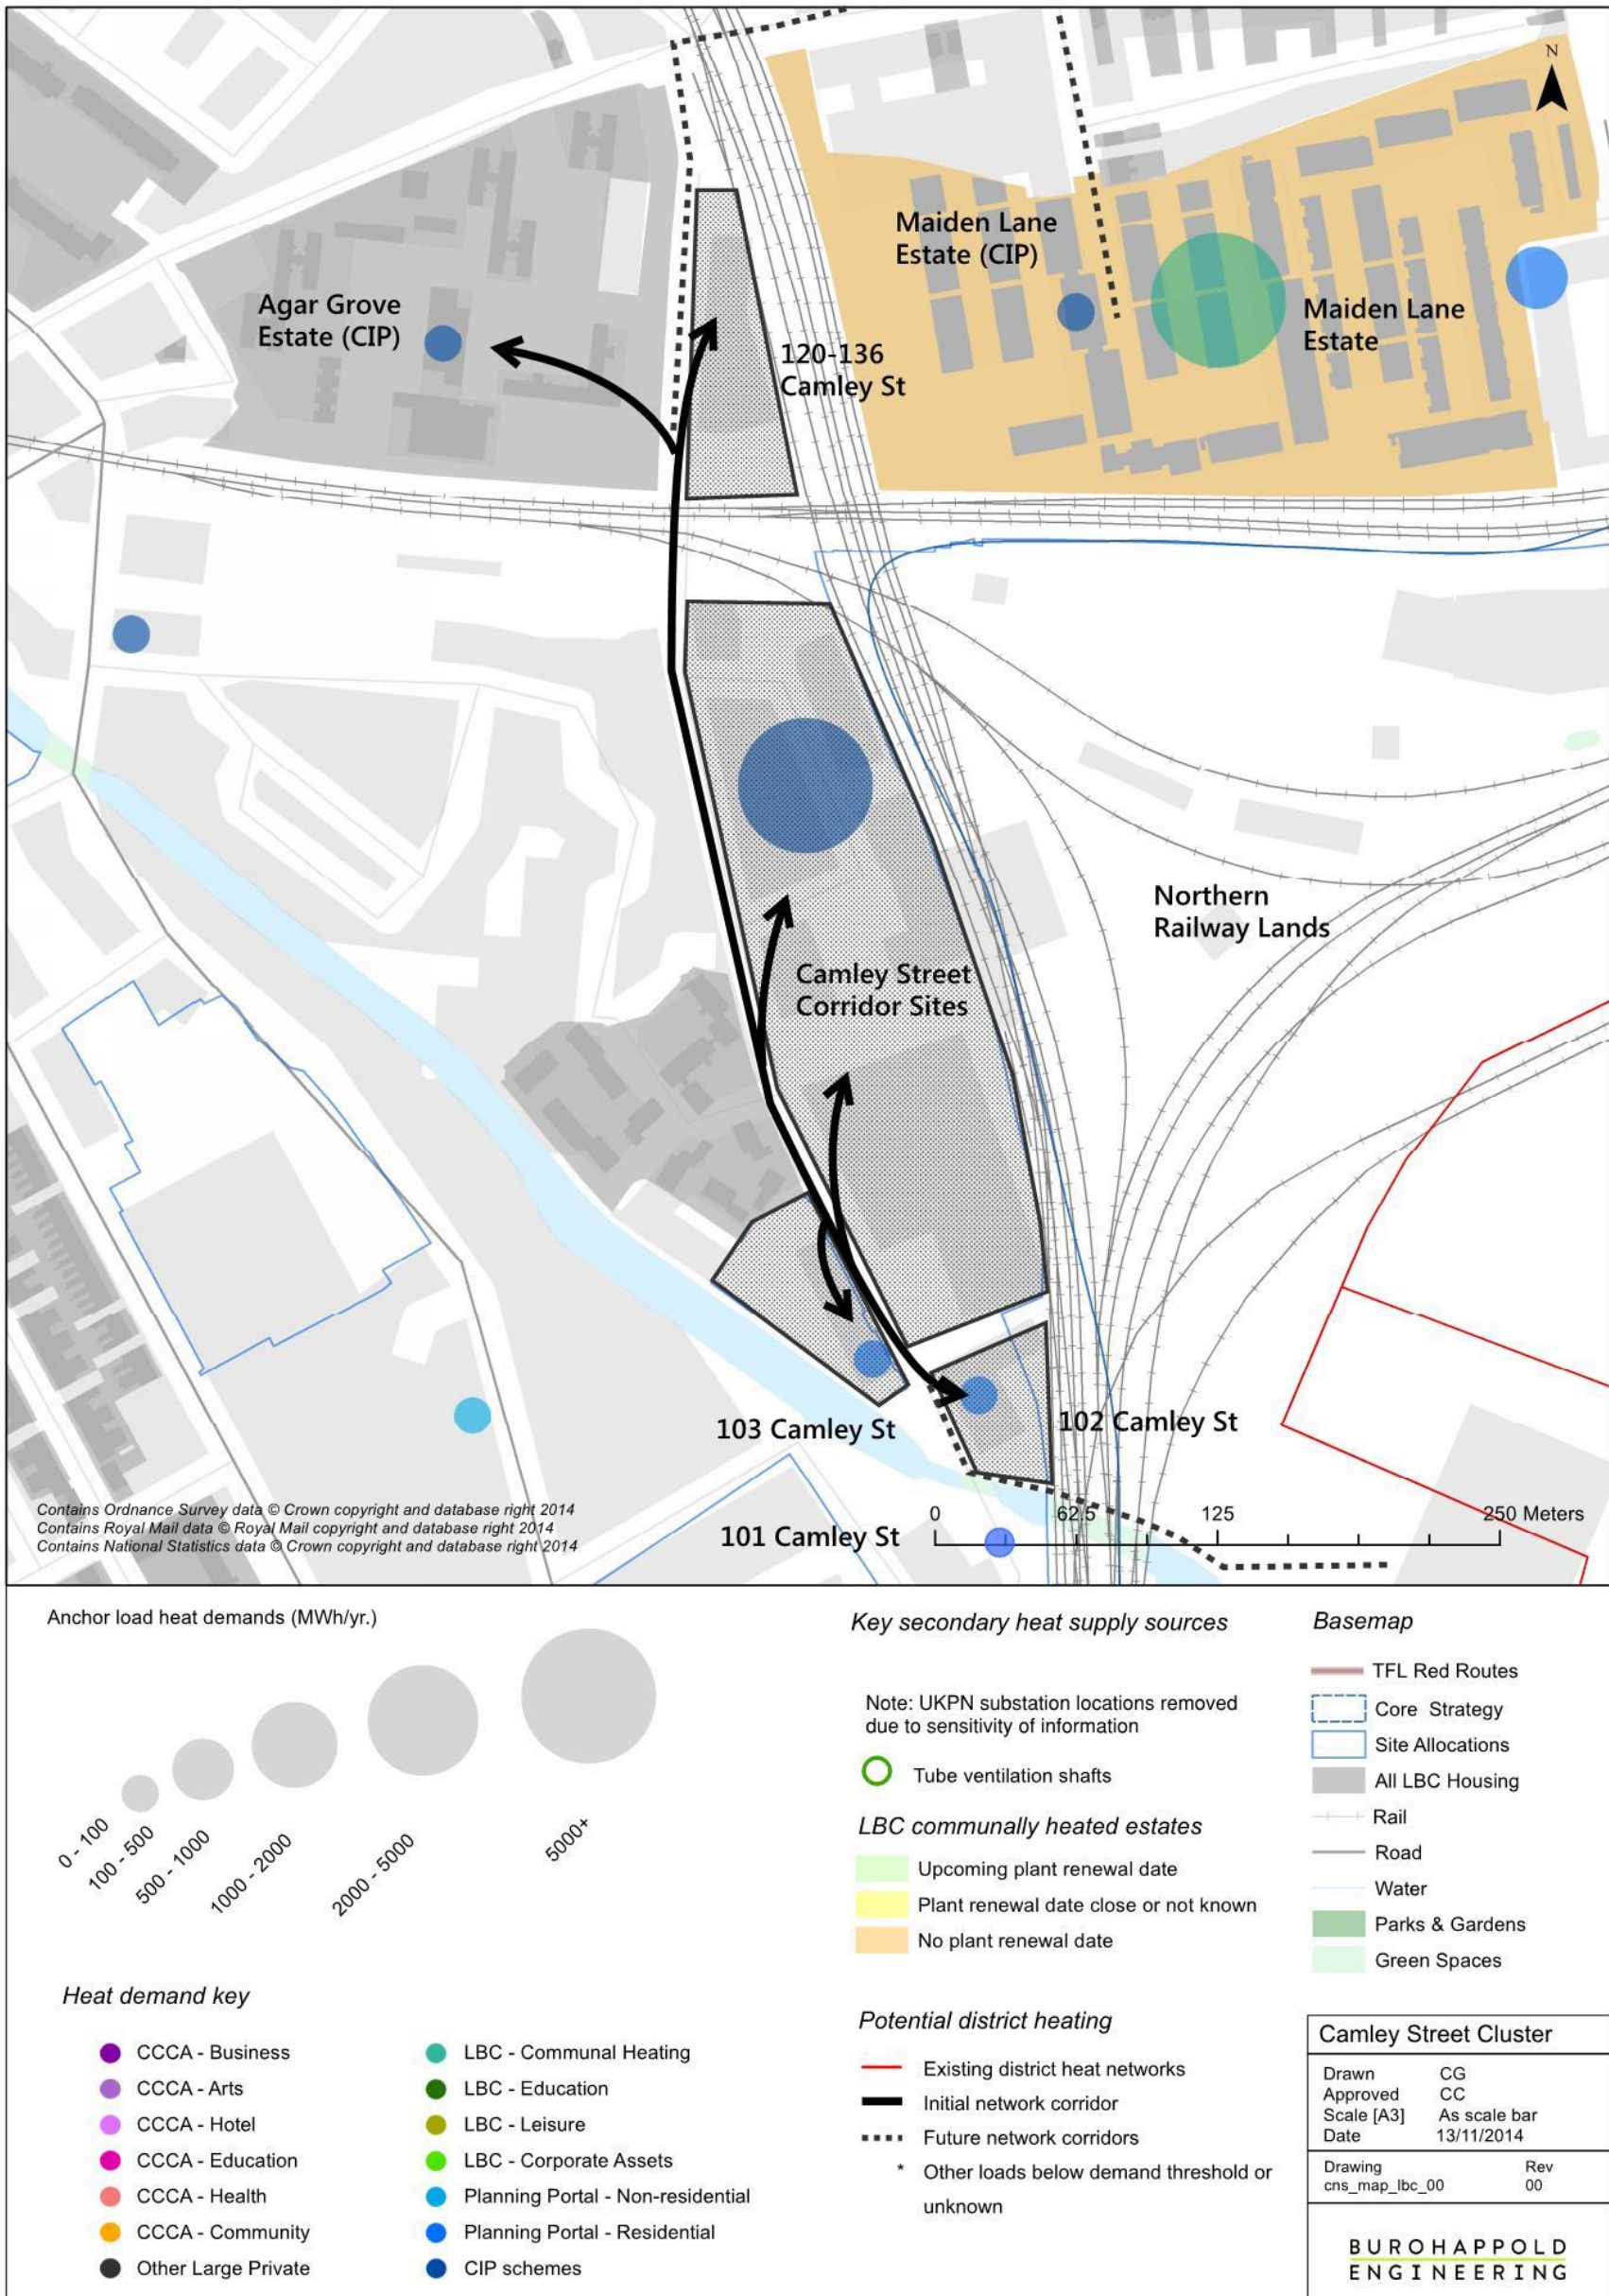 N
Maiden Lane
Estate (CIP)
Agar Grove
Estate (CIP)
Maiden Lane
Estate
120-136
Camley St
Northern
Railway Lands
Camley Street
Corridor Sites
103 Camley St
102 Camley St
101 Camley St
0 62.5 125 250 Meters
Contains Ordnance Survey data © Crown copyright and database right 2014
Contains Royal Mail data © Royal Mail copyright and database right 2014
Contains National Statistics data © Crown copyright and database right 2014
Anchor load heat demands (MWh/yr.)
0 - 100
100 - 500
500 - 1000
1000 - 2000
2000 - 5000
5000+
Heat demand key
CCCA - Business
CCCA - Arts
CCCA - Hotel
CCCA - Education
CCCA - Health
CCCA - Community
Other Large Private
LBC - Communal Heating
LBC - Education
LBC - Leisure
LBC - Corporate Assets
Planning Portal - Non-residential
Planning Portal - Residential
CIP schemes
Key secondary heat supply sources
Note: UKPN substation locations removed
due to sensitivity of information
Tube ventilation shafts
LBC communally heated estates
Upcoming plant renewal date
Plant renewal date close or not known
No plant renewal date
Potential district heating
Existing district heat networks
Initial network corridor
Future network corridors
* Other loads below demand threshold or
unknown
Basemap
TFL Red Routes
Core Strategy
Site Allocations
All LBC Housing
Rail
Road
Water
Parks & Gardens
Green Spaces
Camley Street Cluster
Drawn CG
Approved CC
Scale [A3] As scale bar
Date 13/11/2014
Drawing Rev
cns_map_lbc_00 00
BUROHAPPOLD
ENGINEERING